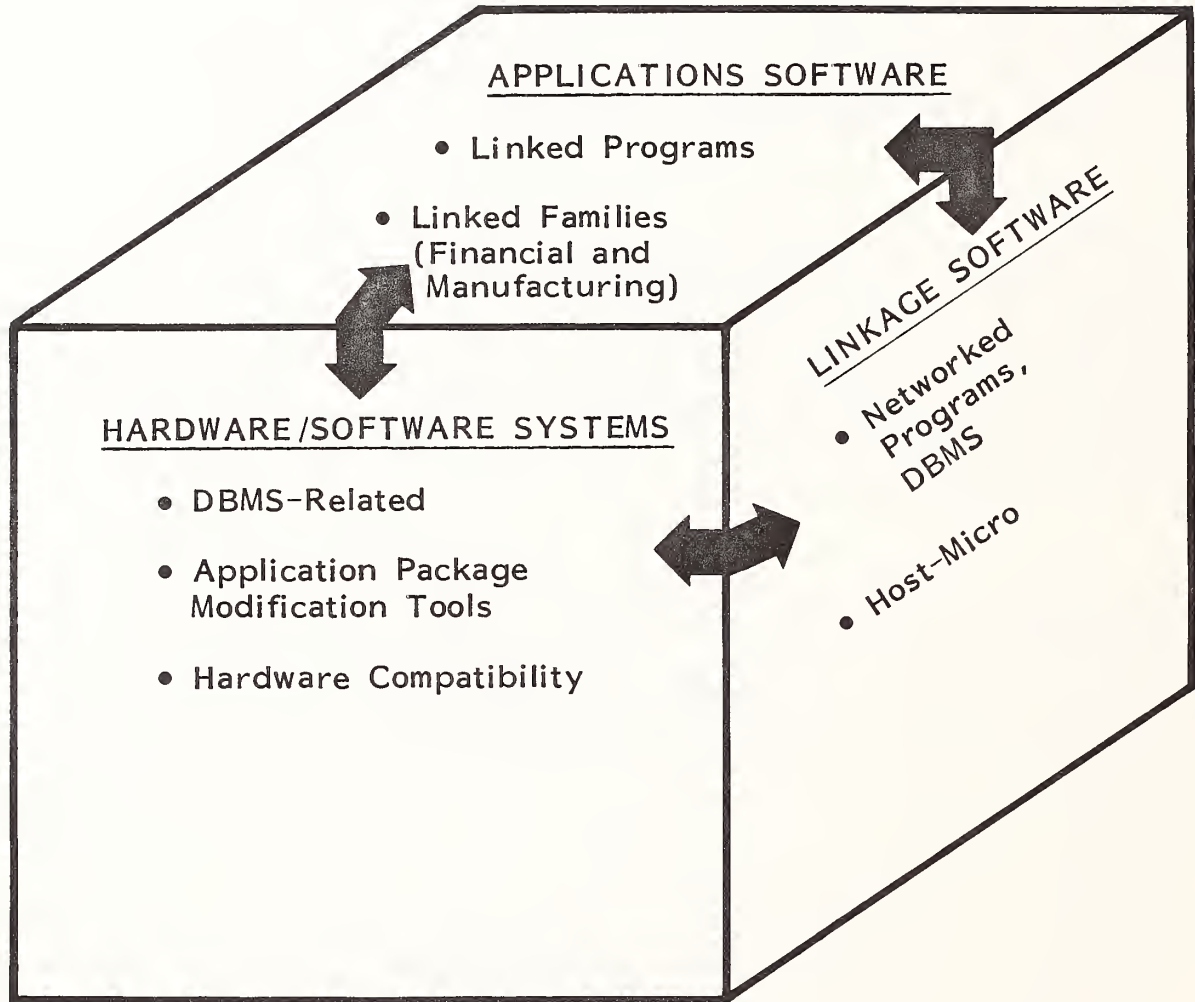 APPLICATIONS SOFTWARE
• Linked Programs
• Linked Families
(Financial and
Manufacturing)
HARDWARE/SOFTWARE SYSTEMS
• DBMS-Related
• Application Package
Modification Tools
• Hardware Compatibility
LINKAGE SOFTWARE
• Networked
Programs,
DBMS
• Host-Micro